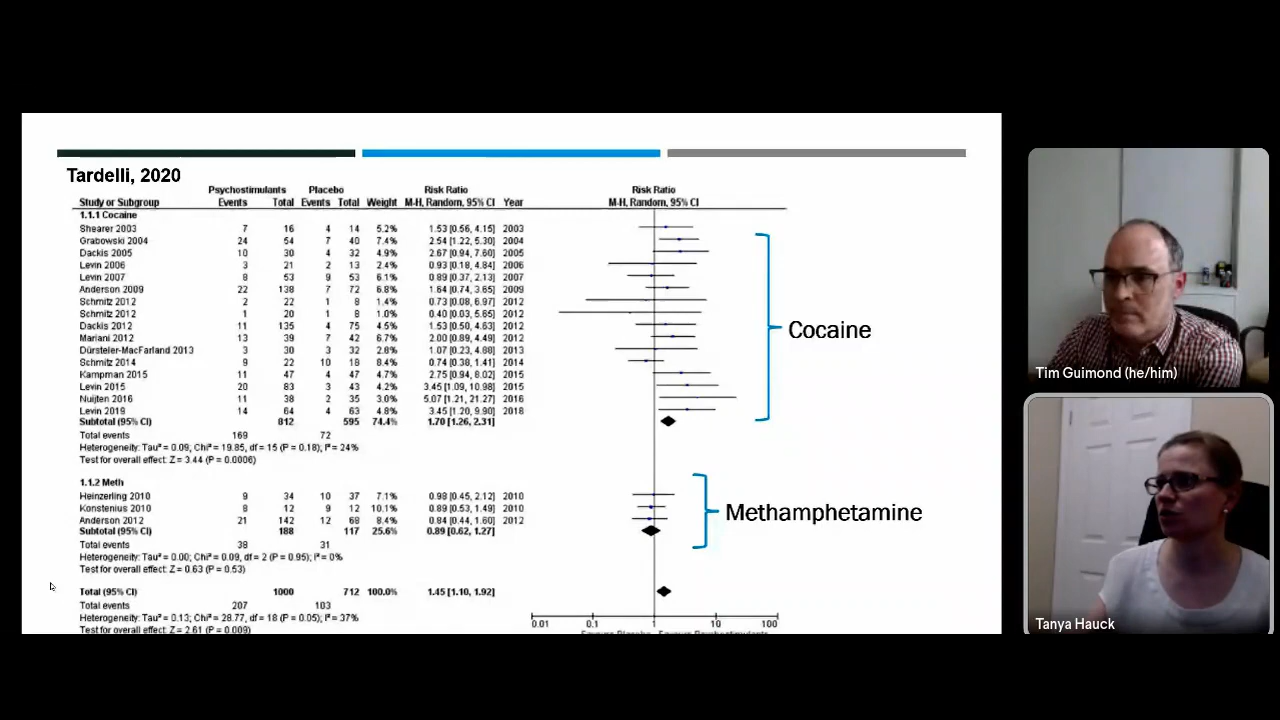 Tardelli, 2020
Psychostimulants Placebo Risk Ratio Risk Ratio
Study or Subgroup Events Total Events Total Weight M-H, Random, 95% CI Year M-H, Random, 95% CI
1.1.1 Cocaine
Shearer 2003 7 16 4 14 5.2% 1.53 [0.56, 4.15] 2003
Grabowski 2004 24 54 7 40 7.4% 2.54 [1.22, 5.30] 2004
Dackis 2005 10 30 4 32 4.9% 2.67 [0.94, 7.60] 2005
Levin 2006 3 21 2 13 2.4% 0.93 [0.18, 4.84] 2006
Levin 2007 8 53 9 53 6.1% 0.89 [0.37, 2.13] 2007
Anderson 2009 22 138 7 72 6.8% 1.64 [0.74, 3.65] 2009
Schmitz 2012 2 22 1 8 1.4% 0.73 [0.08, 6.97] 2012
Schmitz 2012 1 20 1 8 1.0% 0.40 [0.03, 5.65] 2012
Dackis 2012 11 135 4 75 4.5% 1.53 [0.50, 4.63] 2012
Mariani 2012 13 39 7 42 6.7% 2.00 [0.89, 4.49] 2012
Dürsteler-MacFarland 2013 3 30 3 32 2.8% 1.07 [0.23, 4.88] 2013
Schmitz 2014 9 22 10 18 8.4% 0.74 [0.38, 1.41] 2014
Kampman 2015 11 47 4 47 4.7% 2.75 [0.94, 8.02] 2015
Levin 2015 20 83 3 43 4.2% 3.45 [1.09, 10.98] 2015
Nuijten 2016 11 38 2 35 3.0% 5.07 [1.21, 21.27] 2016
Levin 2019 14 64 4 63 4.8% 3.45 [1.20, 9.90] 2018
Subtotal (95% CI) 812 595 74.4% 1.70 [1.26, 2.31]
Total events 169 72
Heterogeneity: Tau² = 0.09, Chi² = 19.85, df = 15 (P = 0.18); I² = 24%
Test for overall effect: Z = 3.44 (P = 0.0006)
Cocaine
1.1.2 Meth
Heinzerling 2010 9 34 10 37 7.1% 0.98 [0.45, 2.12] 2010
Konstenius 2010 8 12 9 12 10.1% 0.89 [0.53, 1.49] 2010
Anderson 2012 21 142 12 68 8.4% 0.84 [0.44, 1.60] 2012
Subtotal (95% CI) 188 117 25.6% 0.89 [0.62, 1.27]
Total events 38 31
Heterogeneity: Tau² = 0.00; Chi² = 0.09, df = 2 (P = 0.95); I² = 0%
Test for overall effect: Z = 0.63 (P = 0.53)
Methamphetamine
Total (95% CI) 1000 712 100.0% 1.45 [1.10, 1.92]
Total events 207 103
Heterogeneity: Tau² = 0.13; Chi² = 28.77, df = 18 (P = 0.05); I² = 37%
Test for overall effect: Z = 2.61 (P = 0.009)
0.01 0.1 1 10 100
Tim Guimond (he/him)
Tanya Hauck